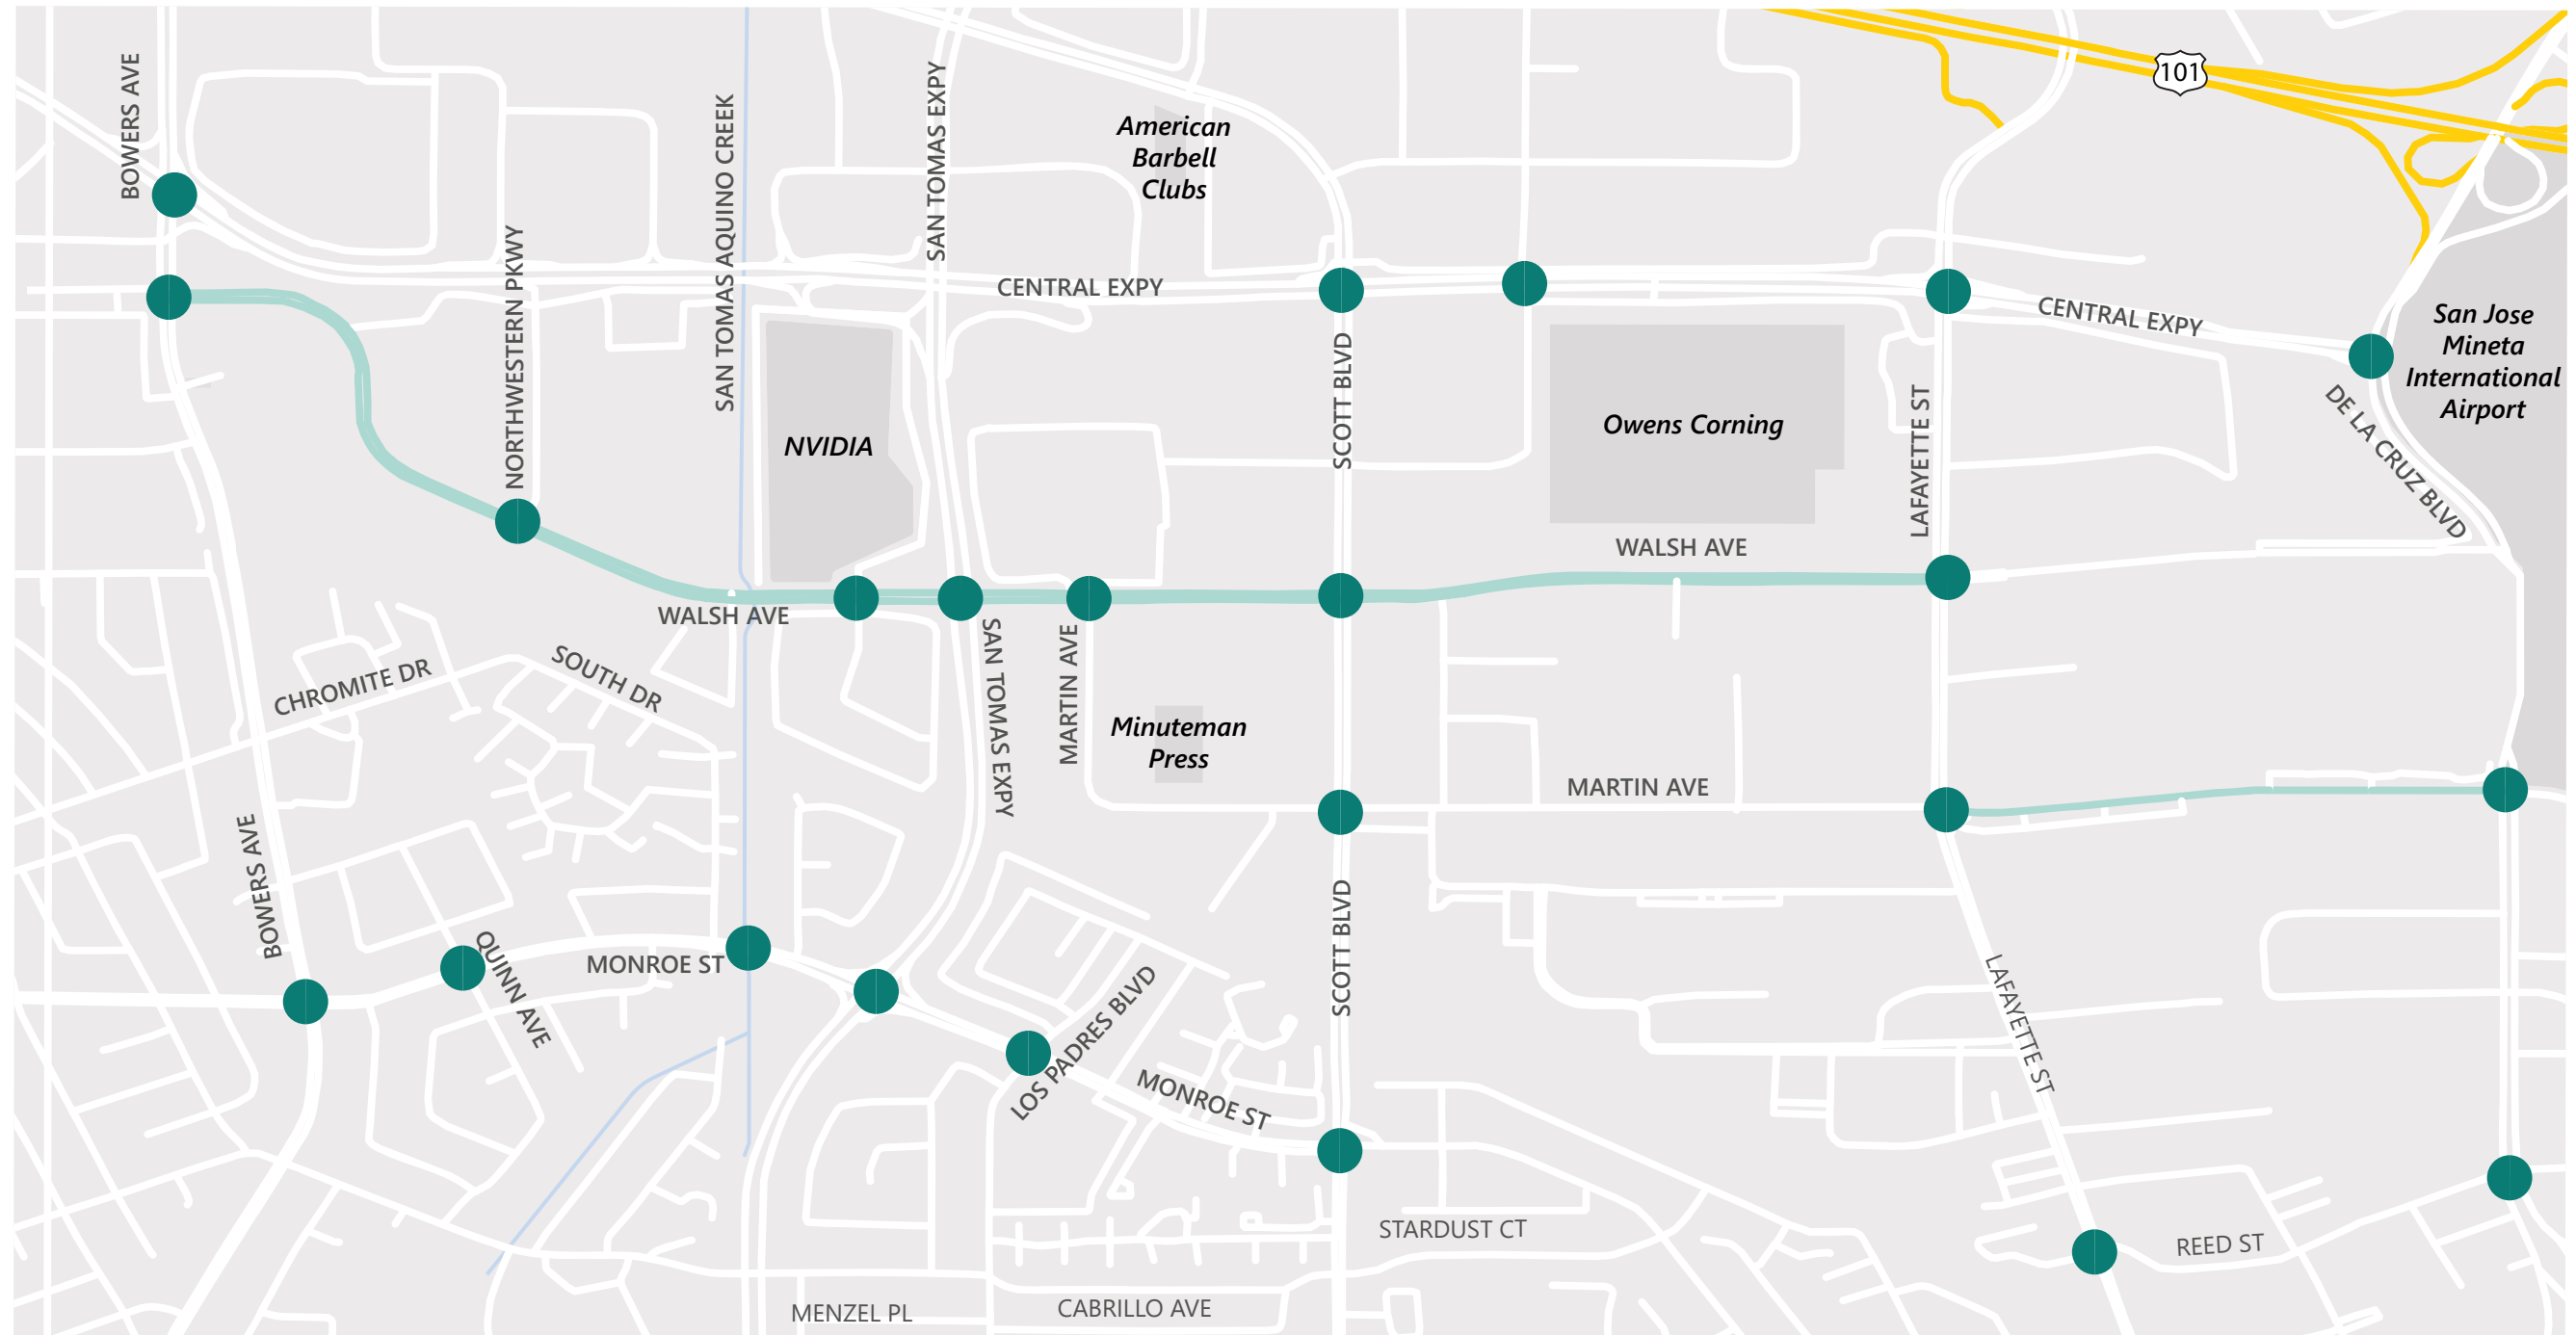 BOWERS AVE
SAN TOMAS AQUINO CREEK
SAN TOMAS EXPY
101
American
Barbell
Clubs
NORTHWESTERN PKWY
CENTRAL EXPY
CENTRAL EXPY
San Jose
Mineta
International
Airport
NVIDIA
SCOTT BLVD
Owens Corning
LAFAYETTE ST
DE LA CRUZ BLVD
WALSH AVE
WALSH AVE
CHROMITE DR
SOUTH DR
SAN TOMAS EXPY
MARTIN AVE
Minuteman
Press
MARTIN AVE
BOWERS AVE
QUINN AVE
MONROE ST
SCOTT BLVD
LOS PADRES BLVD
LAFAYETTE ST
MONROE ST
STARDUST CT
REED ST
MENZEL PL
CABRILLO AVE